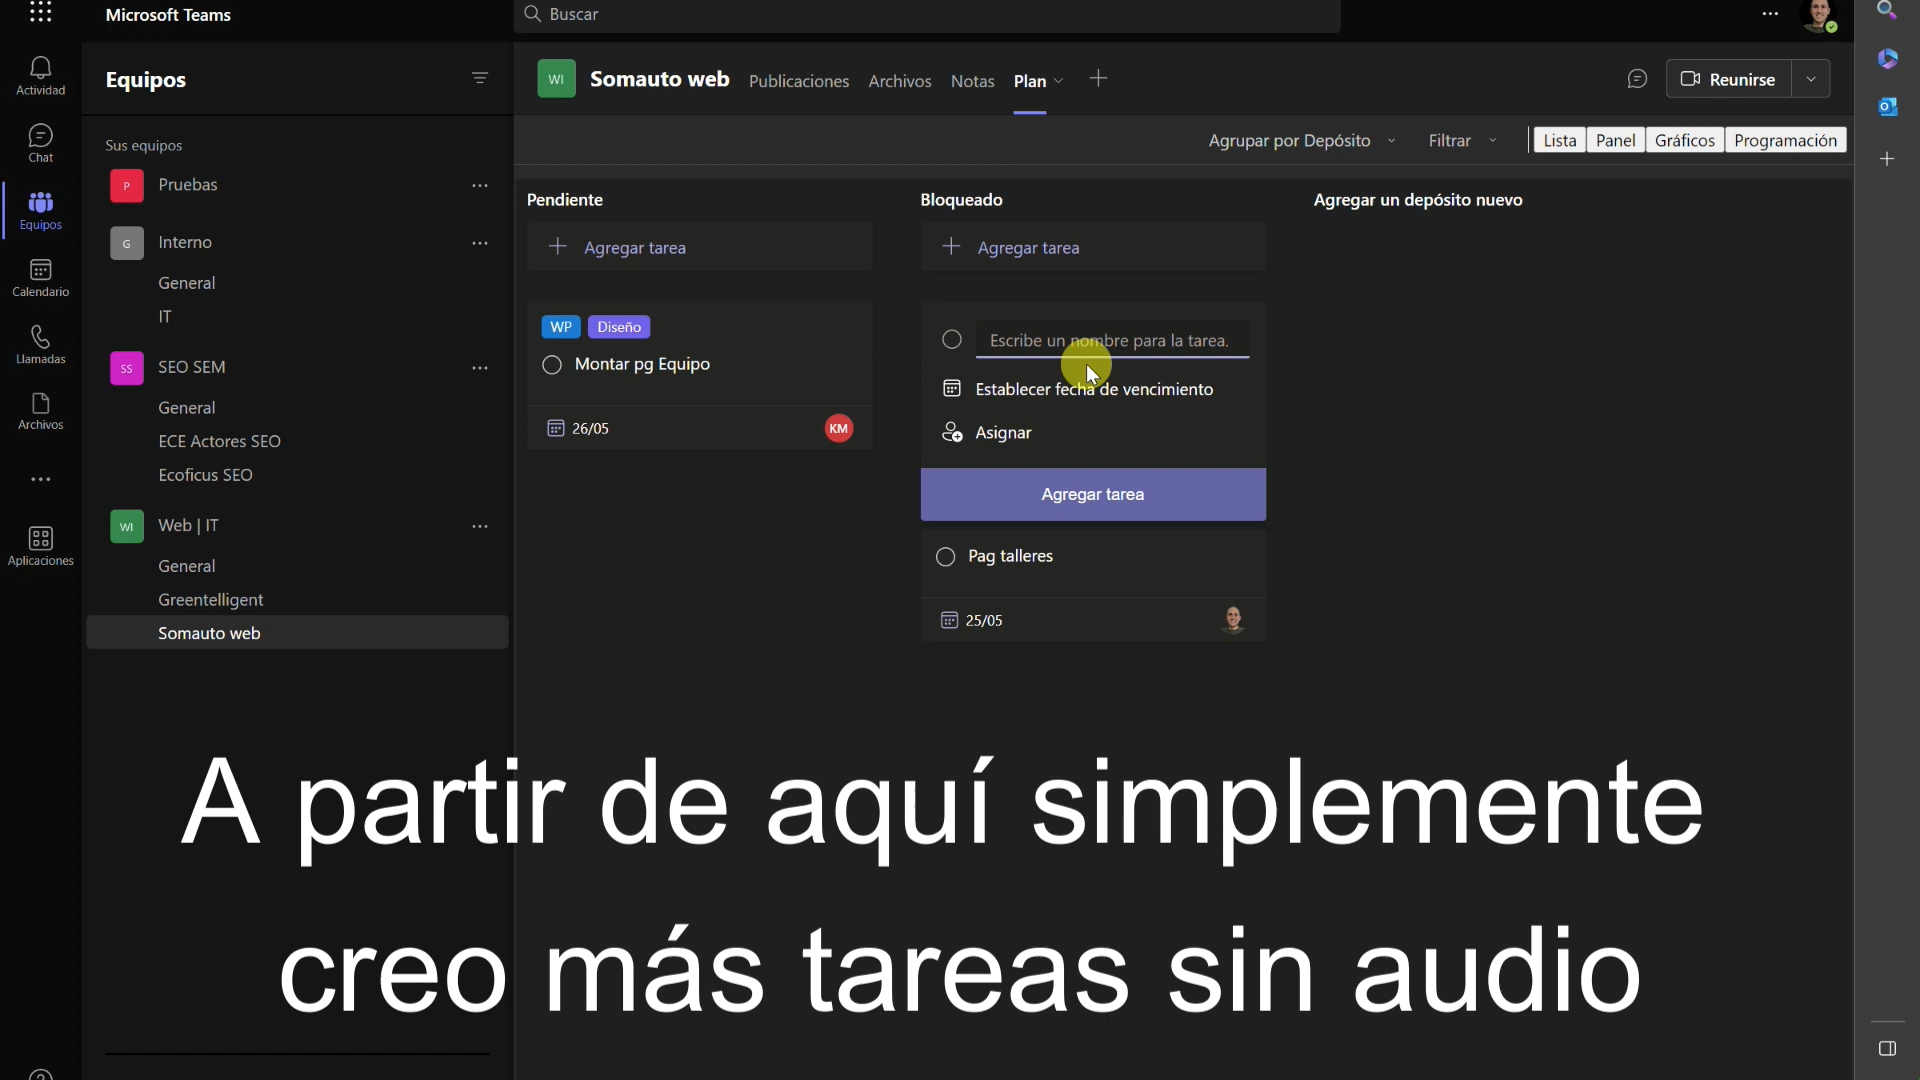 Microsoft Teams
Buscar
Actividad
Chat
Equipos
Calendario
Llamadas
Archivos
Aplicaciones
Equipos
Sus equipos
P Pruebas
G Interno
General
IT
SS SEO SEM
General
ECE Actores SEO
Ecoficus SEO
WI Web | IT
General
Greentelligent
Somauto web
WI Somauto web Publicaciones Archivos Notas Plan
Reunirse
Agrupar por Depósito Filtrar Lista Panel Gráficos Programación
Pendiente
Agregar tarea
WP Diseño
Montar pg Equipo
26/05 KM
Bloqueado
Agregar tarea
Escribe un nombre para la tarea.
Establecer fecha de vencimiento
Asignar
Agregar tarea
Pag talleres
25/05
Agregar un depósito nuevo
A partir de aquí simplemente
creo más tareas sin audio